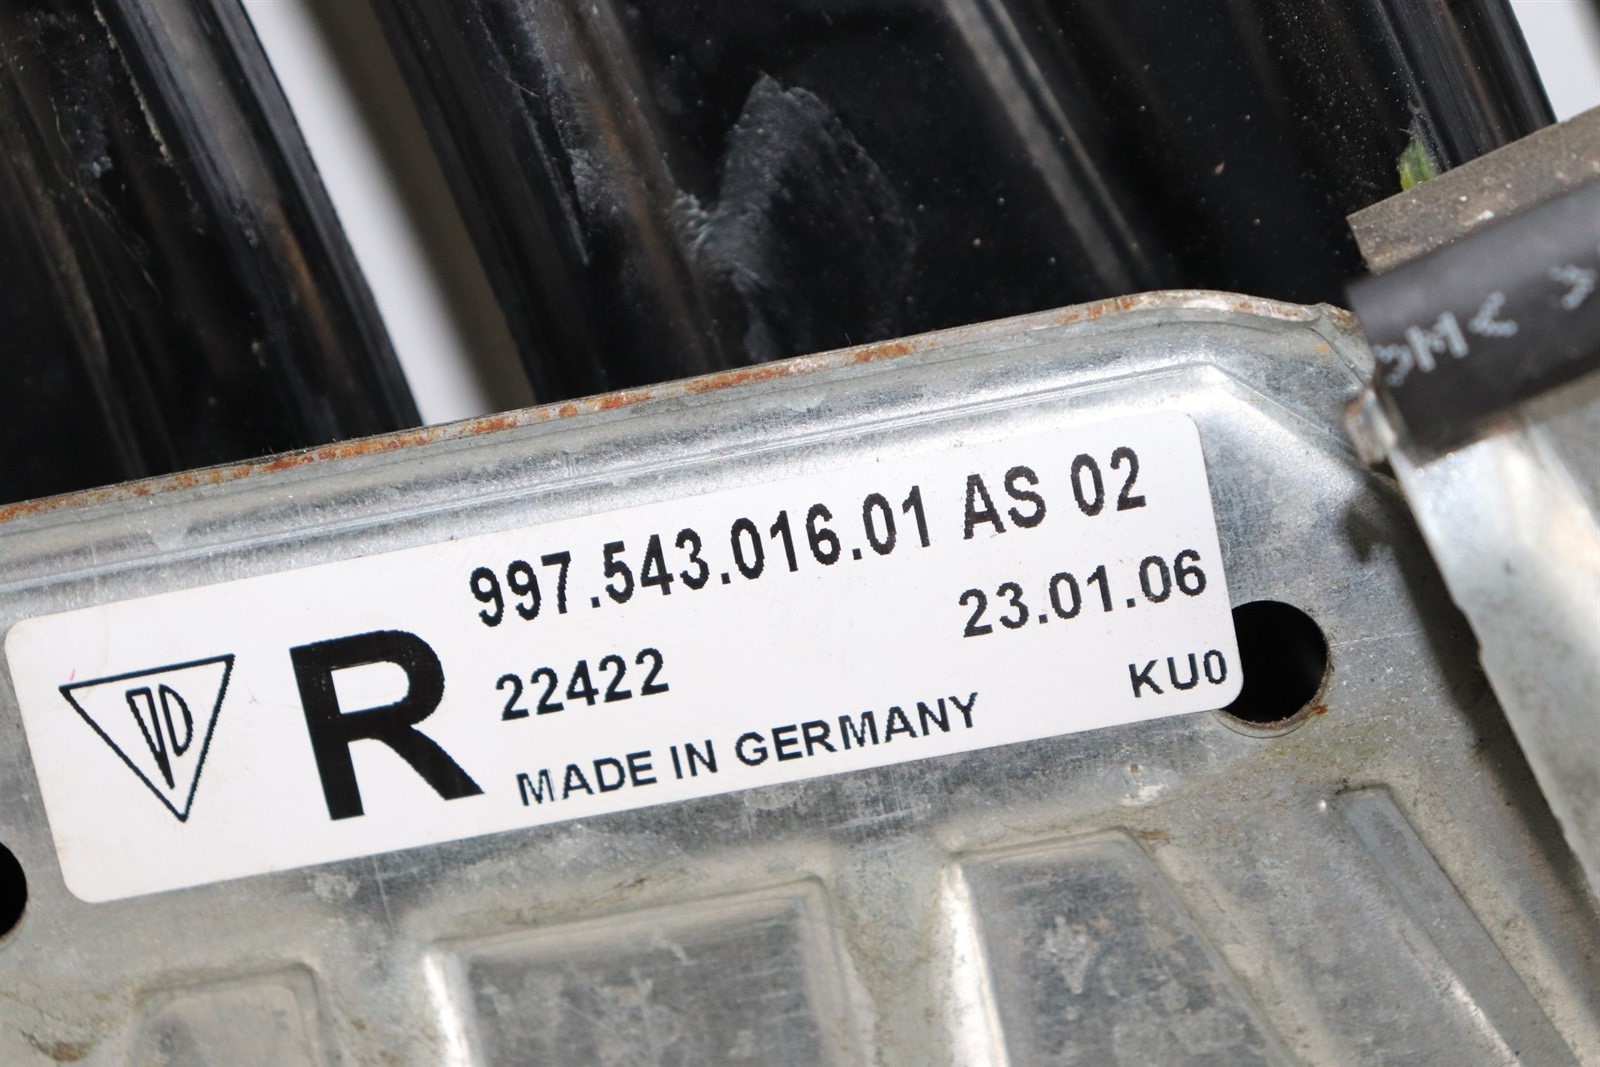 997.543.016.01 AS 02
R
22422
23.01.06
MADE IN GERMANY
KU0